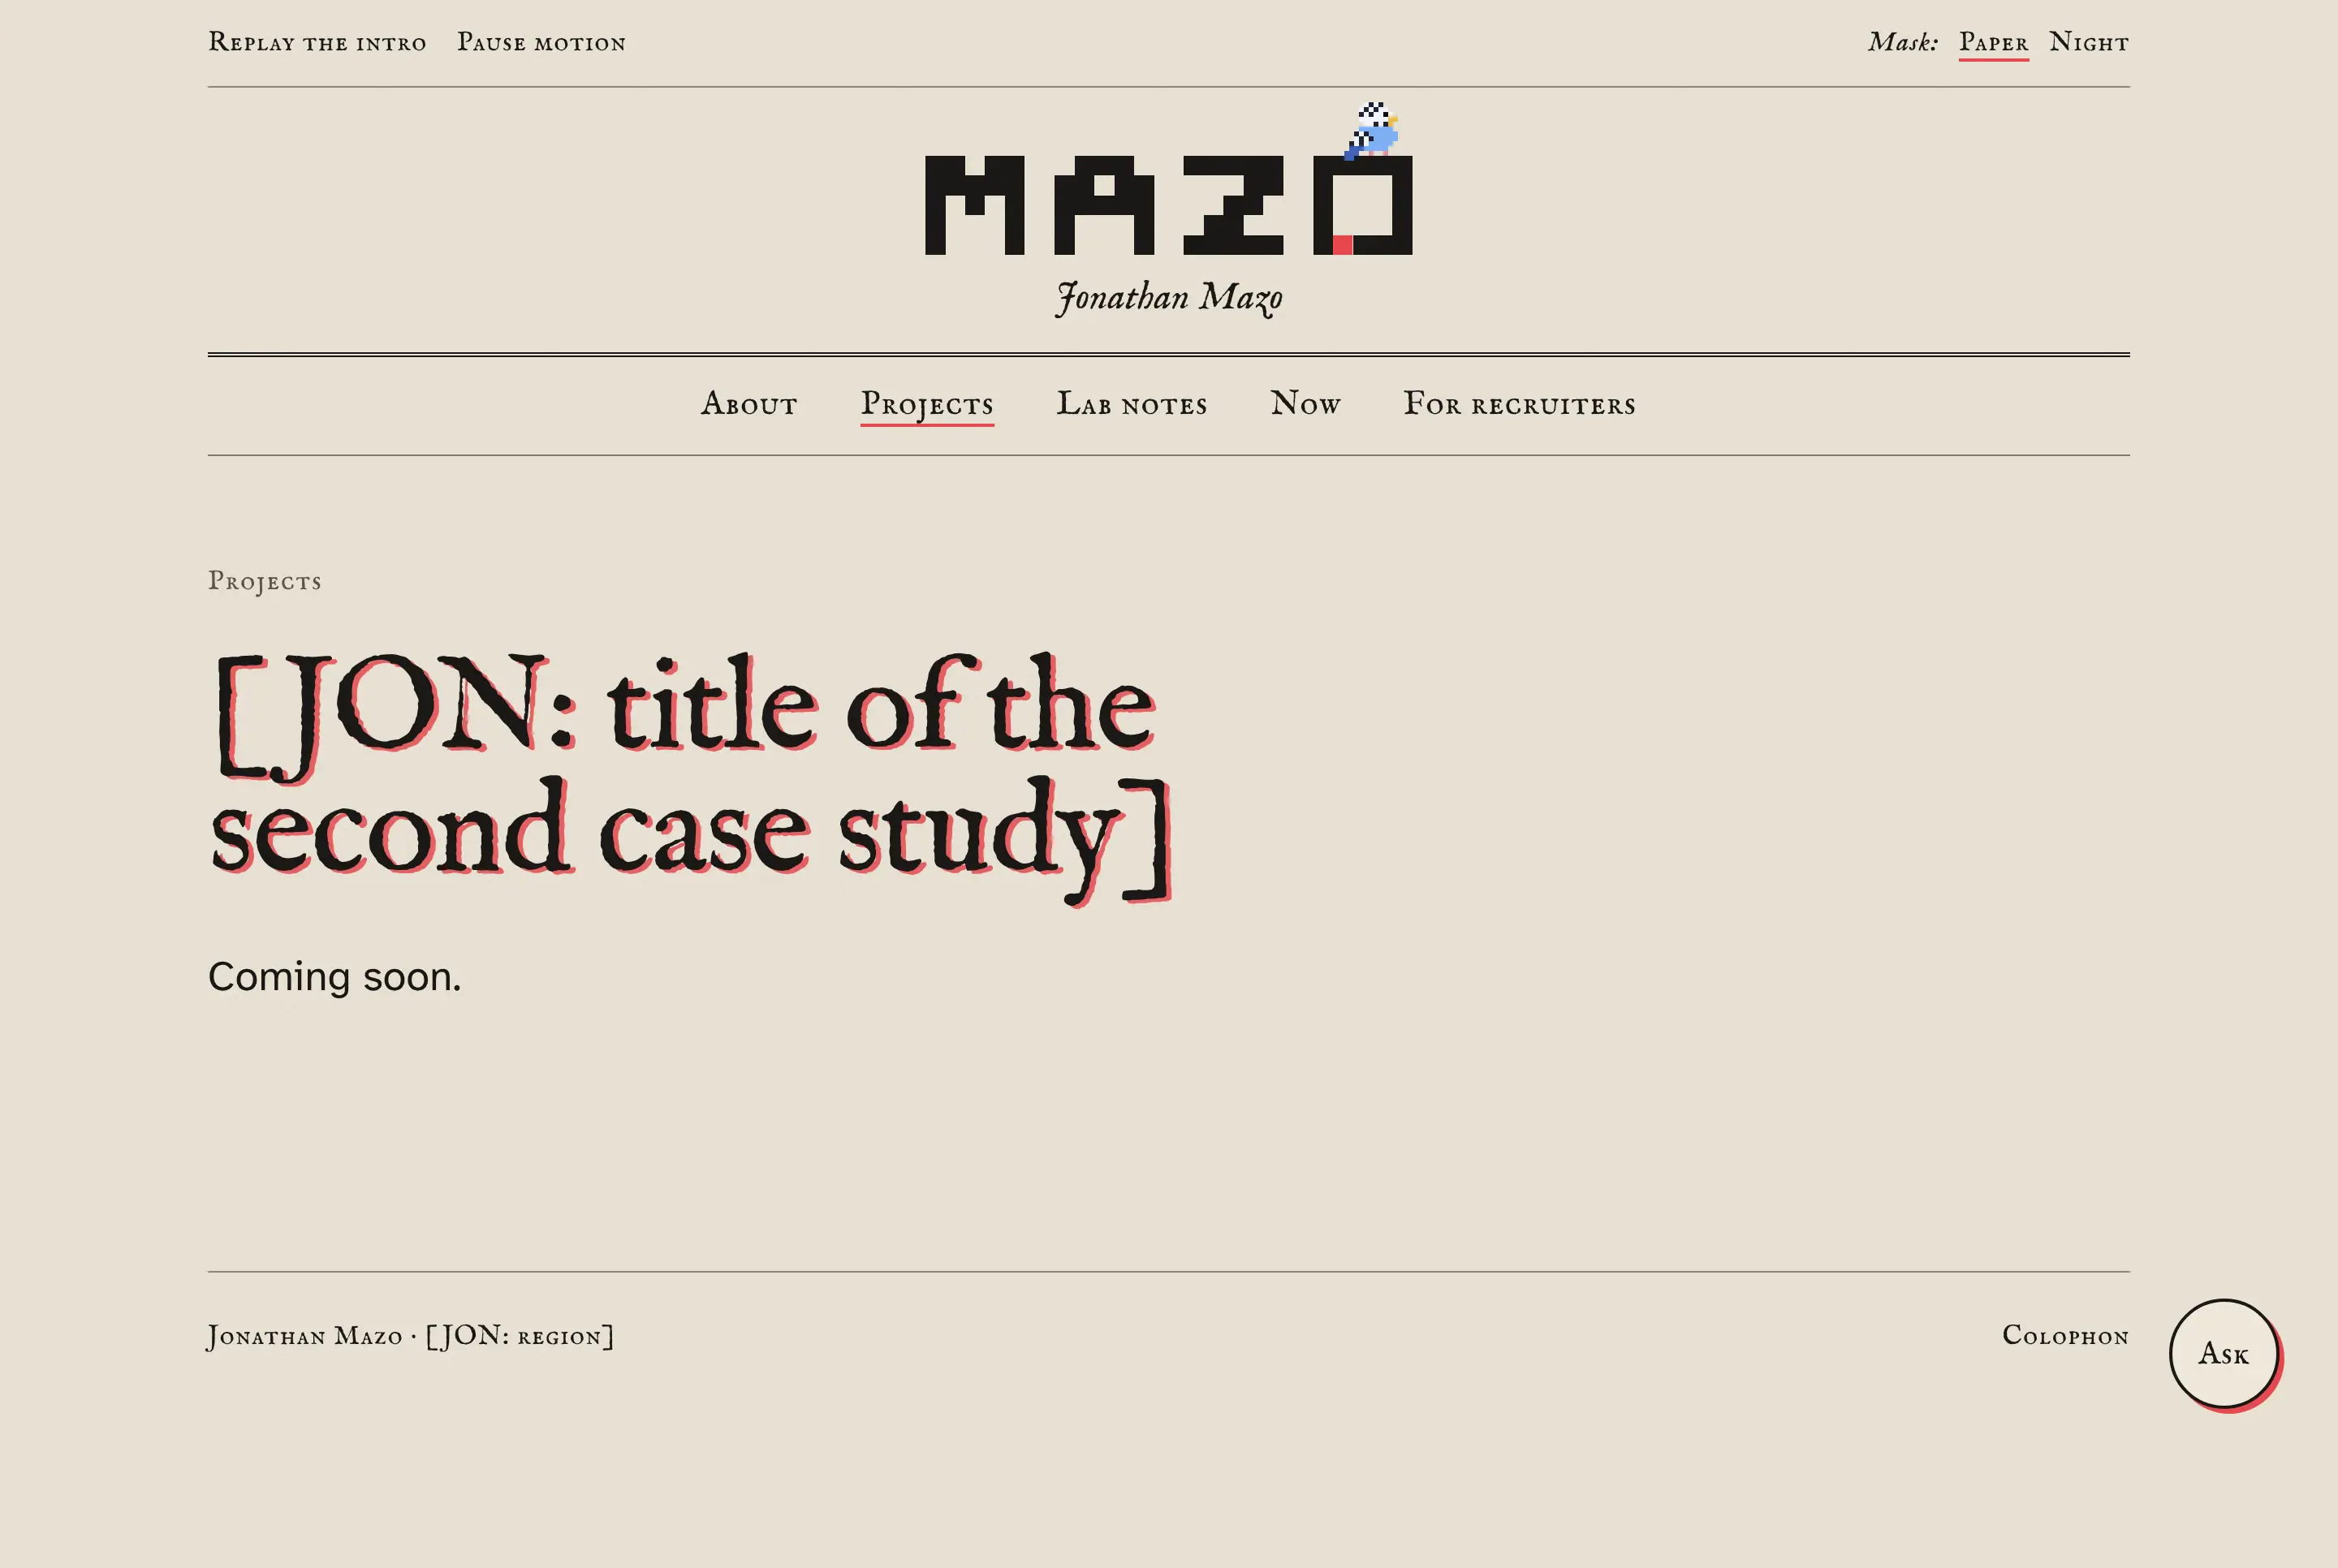 Replay the intro Pause motion Mask: Paper Night
MAZO
Jonathan Mazo
About Projects Lab notes Now For recruiters
Projects
[JON: title of the
second case study]
Coming soon.
Jonathan Mazo · [JON: region] Colophon
Ask